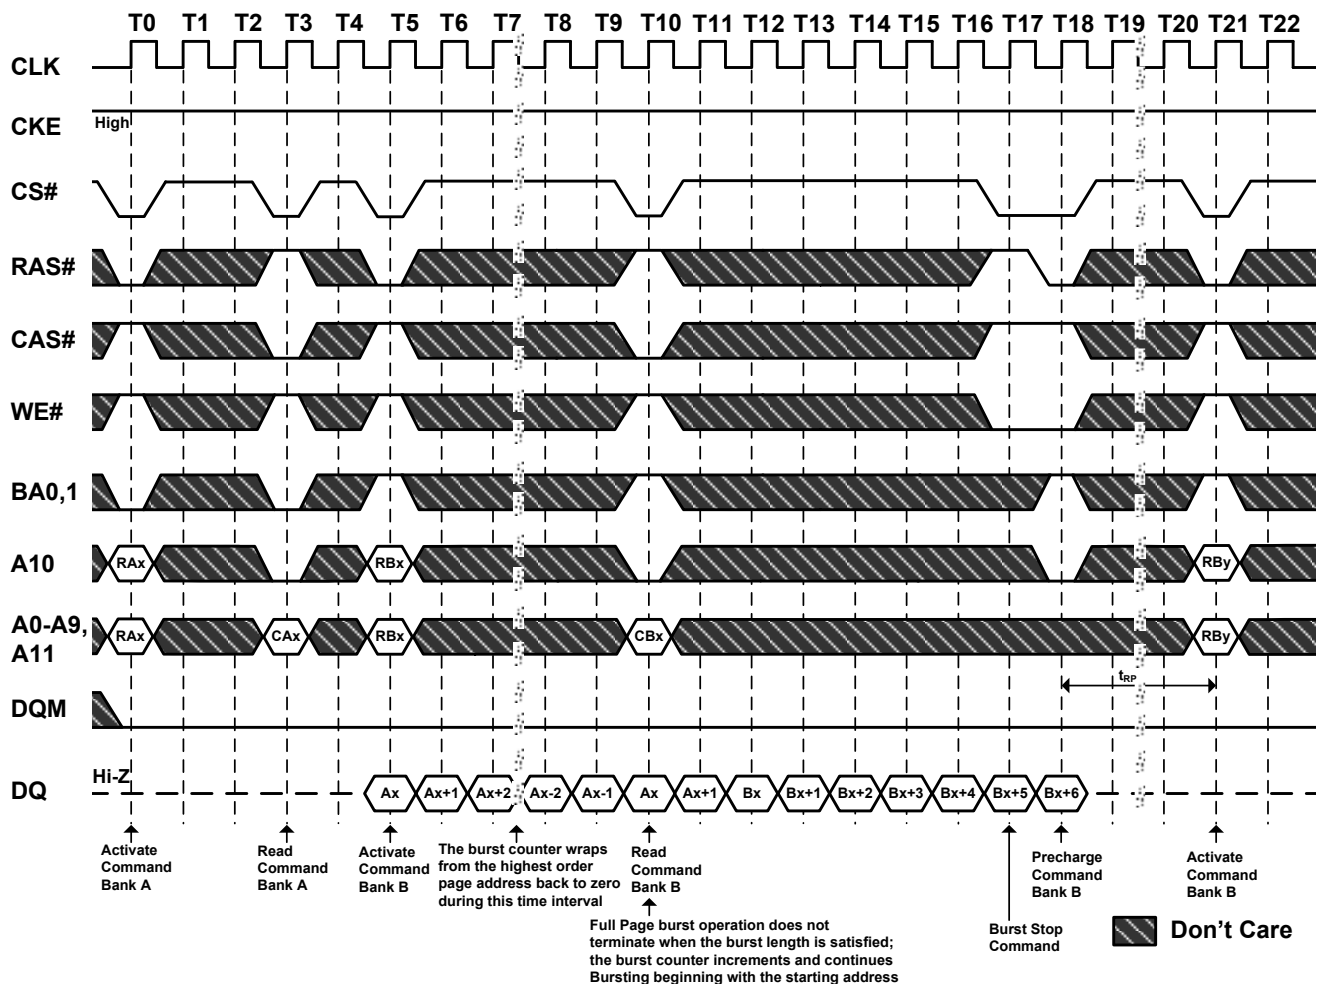 T0 T1 T2 T3 T4 T5 T6 T7 T8 T9 T10 T11 T12 T13 T14 T15 T16 T17 T18 T19 T20 T21 T22
CLK
CKE High
CS#
RAS#
CAS#
WE#
BA0,1
A10 RAx RBx RBy
A0-A9,
A11 RAx CAx RBx CBx RBy
tRP
DQM
Hi-Z
DQ Ax Ax+1 Ax+2 Ax-2 Ax-1 Ax Ax+1 Bx Bx+1 Bx+2 Bx+3 Bx+4 Bx+5 Bx+6
Activate
Command
Bank A
Read
Command
Bank A
Activate
Command
Bank B
The burst counter wraps
from the highest order
page address back to zero
during this time interval
Read
Command
Bank B
Full Page burst operation does not
terminate when the burst length is satisfied;
the burst counter increments and continues
Bursting beginning with the starting address
Burst Stop
Command
Precharge
Command
Bank B
Activate
Command
Bank B
Don't Care